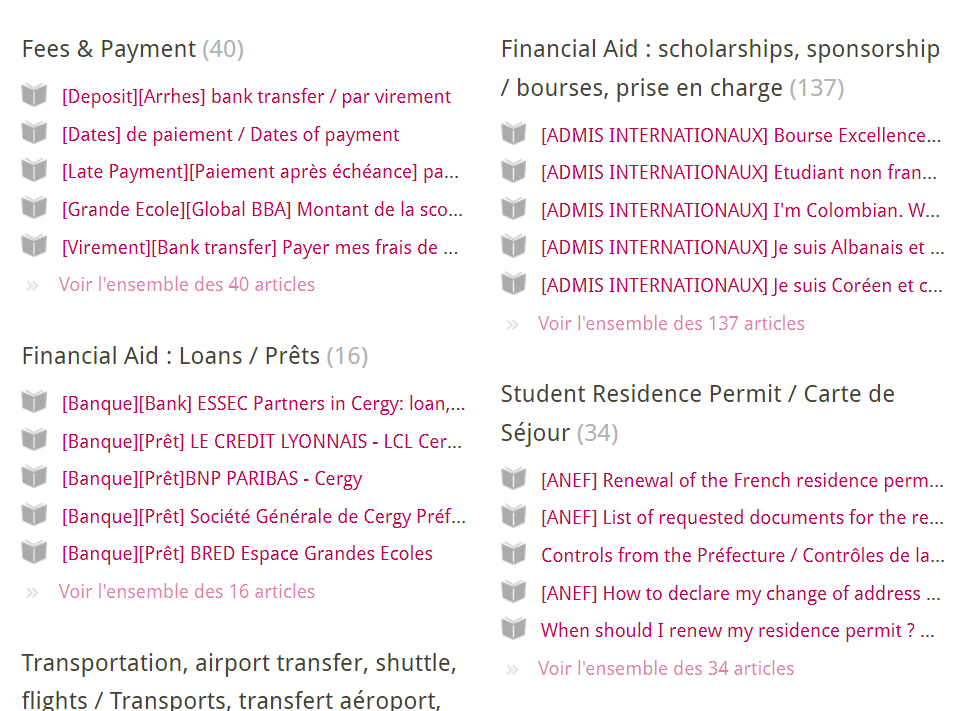 Fees & Payment (40)
[Deposit][Arrhes] bank transfer / par virement
[Dates] de paiement / Dates of payment
[Late Payment][Paiement après échéance] pa...
[Grande Ecole][Global BBA] Montant de la sco...
[Virement][Bank transfer] Payer mes frais de ...
» Voir l'ensemble des 40 articles
Financial Aid : Loans / Prêts (16)
[Banque][Bank] ESSEC Partners in Cergy: loan,...
[Banque][Prêt] LE CREDIT LYONNAIS - LCL Cer...
[Banque][Prêt]BNP PARIBAS - Cergy
[Banque][Prêt] Société Générale de Cergy Préf...
[Banque][Prêt] BRED Espace Grandes Ecoles
» Voir l'ensemble des 16 articles
Transportation, airport transfer, shuttle,
flights / Transports, transfert aéroport,
Financial Aid : scholarships, sponsorship
/ bourses, prise en charge (137)
[ADMIS INTERNATIONAUX] Bourse Excellence...
[ADMIS INTERNATIONAUX] Etudiant non fran...
[ADMIS INTERNATIONAUX] I'm Colombian. W...
[ADMIS INTERNATIONAUX] Je suis Albanais et ...
[ADMIS INTERNATIONAUX] Je suis Coréen et c...
» Voir l'ensemble des 137 articles
Student Residence Permit / Carte de
Séjour (34)
[ANEF] Renewal of the French residence perm...
[ANEF] List of requested documents for the re...
Controls from the Préfecture / Contrôles de la...
[ANEF] How to declare my change of address ...
When should I renew my residence permit ? ...
» Voir l'ensemble des 34 articles